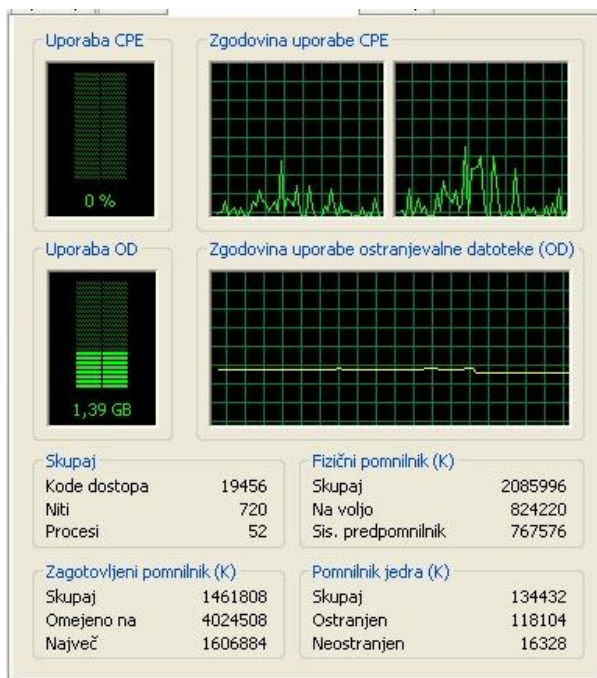 Uporaba CPE
Zgodovina uporabe CPE
0 %
Uporaba OD
Zgodovina uporabe ostranjevalne datoteke (OD)
1,39 GB
Skupaj
Kode dostopa 19456
Niti 720
Procesi 52
Fizični pomnilnik (K)
Skupaj 2085996
Na voljo 824220
Sis. predpomnilnik 767576
Zagotovljeni pomnilnik (K)
Skupaj 1461808
Omejeno na 4024508
Največ 1606884
Pomnilnik jedra (K)
Skupaj 134432
Ostranjen 118104
Neostranjen 16328